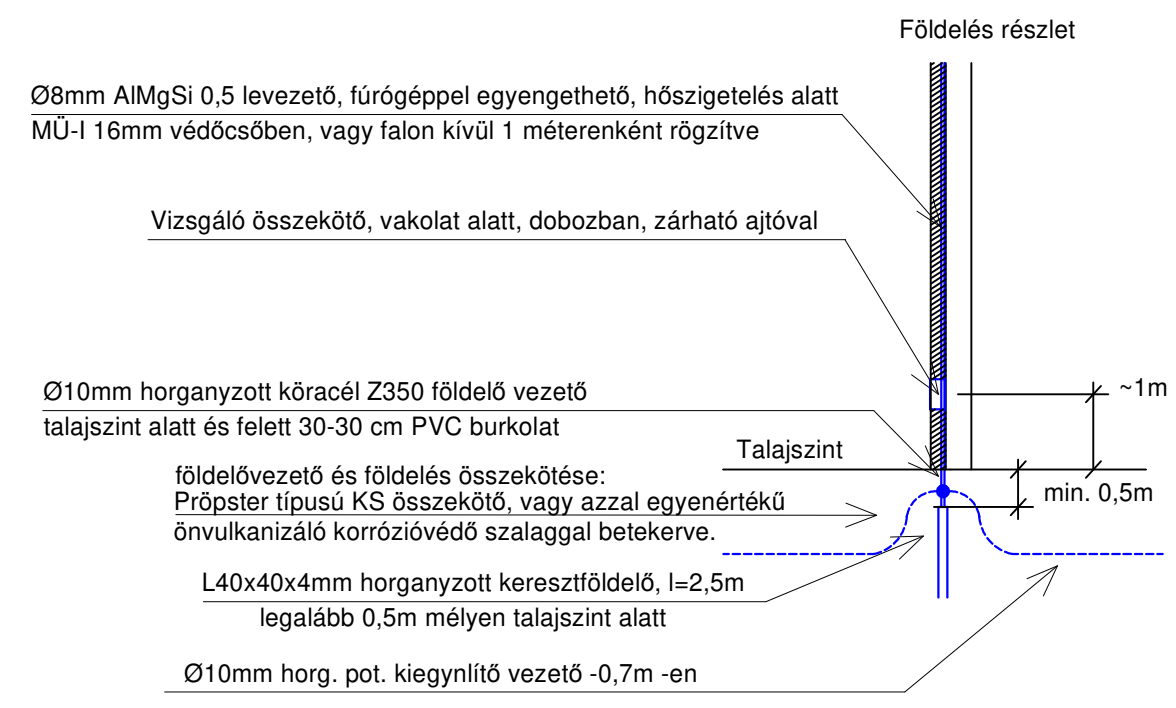 Földelés részlet
Ø8mm AlMgSi 0,5 levezető, fúrógéppel egyengethető, hőszigetelés alatt
MÜ-I 16mm védőcsőben, vagy falon kívül 1 méterenként rögzítve
Vizsgáló összekötő, vakolat alatt, dobozban, zárható ajtóval
Ø10mm horganyzott köracél Z350 földelő vezető
talajszint alatt és felett 30-30 cm PVC burkolat
~1m
Talajszint
földelővezető és földelés összekötése:
Pröpster típusú KS összekötő, vagy azzal egyenértékű
önvulkanizáló korrózióvédő szalaggal betekerve.
min. 0,5m
L40x40x4mm horganyzott keresztföldelő, l=2,5m
legalább 0,5m mélyen talajszint alatt
Ø10mm horg. pot. kiegynlítő vezető -0,7m -en